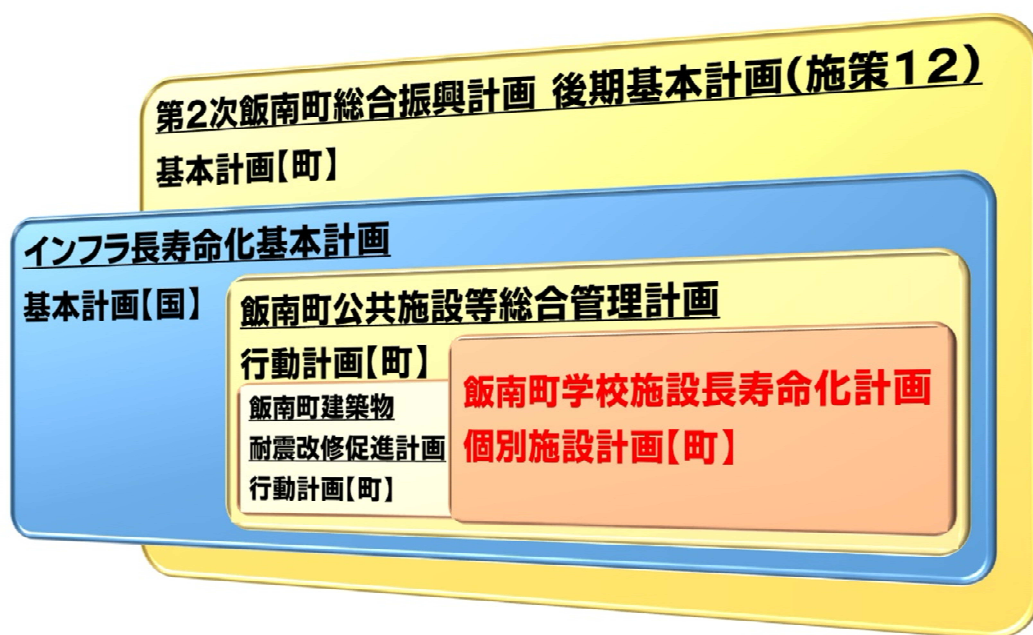 第2次飯南町総合振興計画 後期基本計画(施策12)
基本計画【町】
インフラ長寿命化基本計画
基本計画【国】
飯南町公共施設等総合管理計画
行動計画【町】
飯南町建築物
耐震改修促進計画
行動計画【町】
飯南町学校施設長寿命化計画
個別施設計画【町】